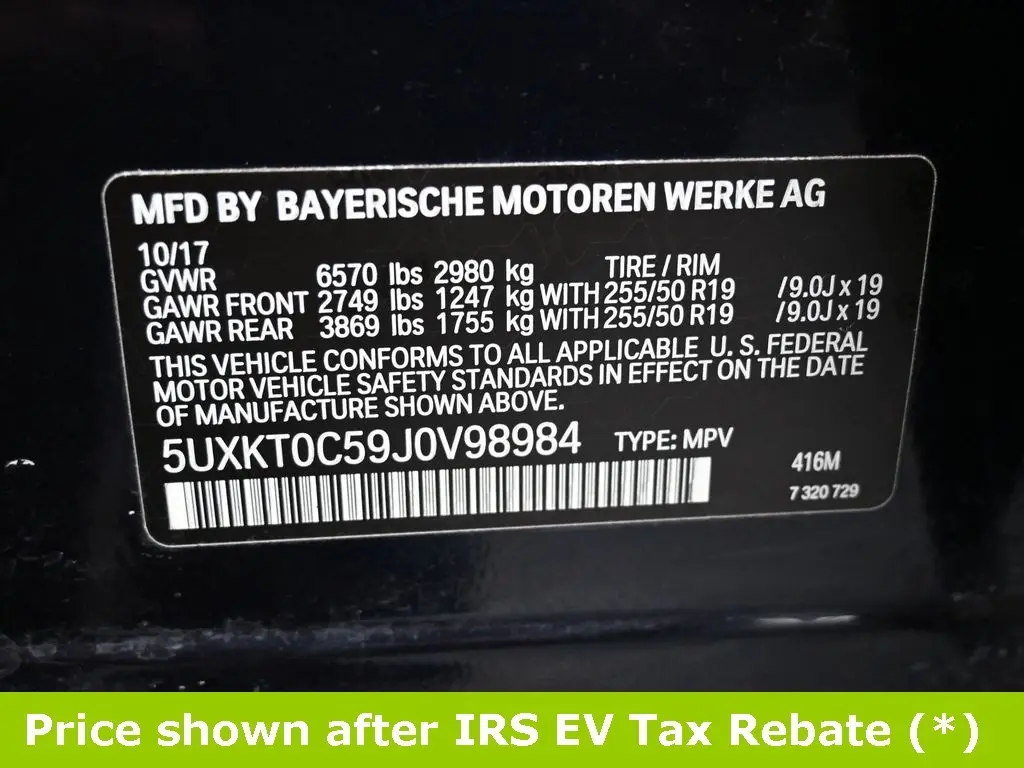 MFD BY BAYERISCHE MOTOREN WERKE AG
10/17
GVWR 6570 lbs 2980 kg TIRE / RIM
GAWR FRONT 2749 lbs 1247 kg WITH 255/50 R19 /9.0J x 19
GAWR REAR 3869 lbs 1755 kg WITH 255/50 R19 /9.0J x 19
THIS VEHICLE CONFORMS TO ALL APPLICABLE U. S. FEDERAL
MOTOR VEHICLE SAFETY STANDARDS IN EFFECT ON THE DATE
OF MANUFACTURE SHOWN ABOVE.
5UXKT0C59J0V98984 TYPE: MPV
416M
7 320 729
Price shown after IRS EV Tax Rebate (*)